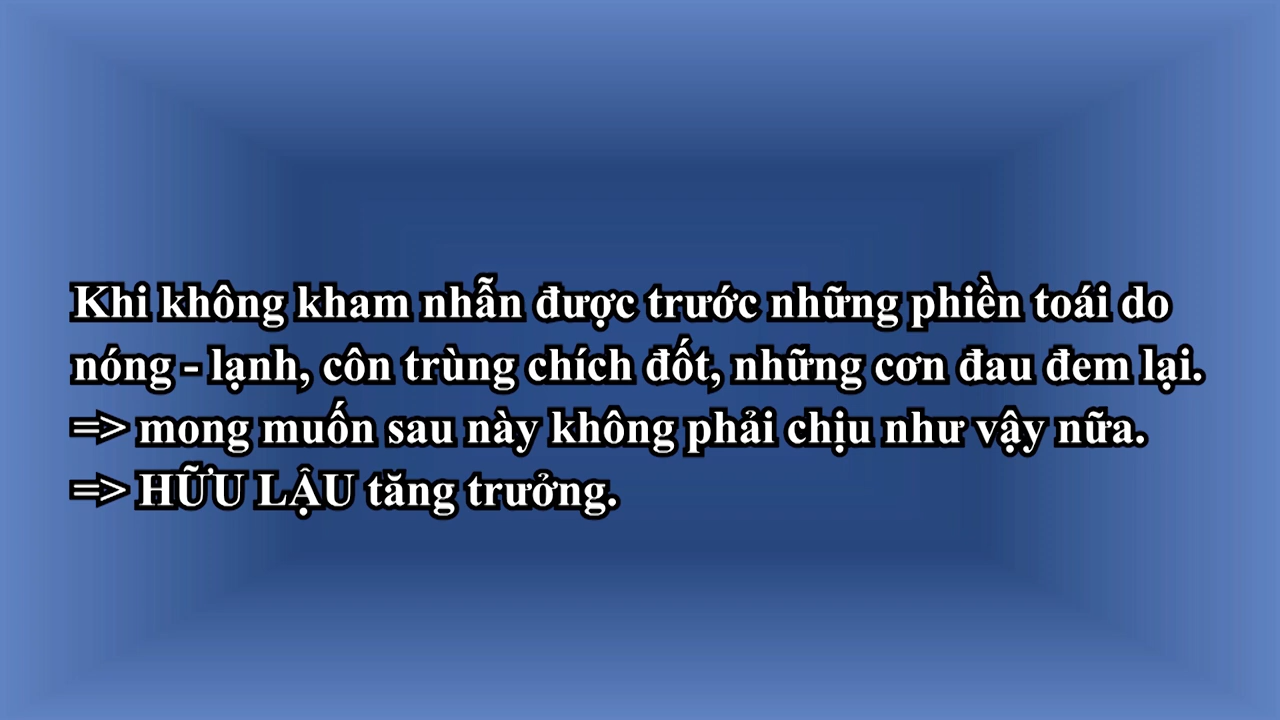 Khi không kham nhẫn được trước những phiền toái do
nóng - lạnh, côn trùng chích đốt, những cơn đau đem lại.
=> mong muốn sau này không phải chịu như vậy nữa.
=> HỮU LẬU tăng trưởng.